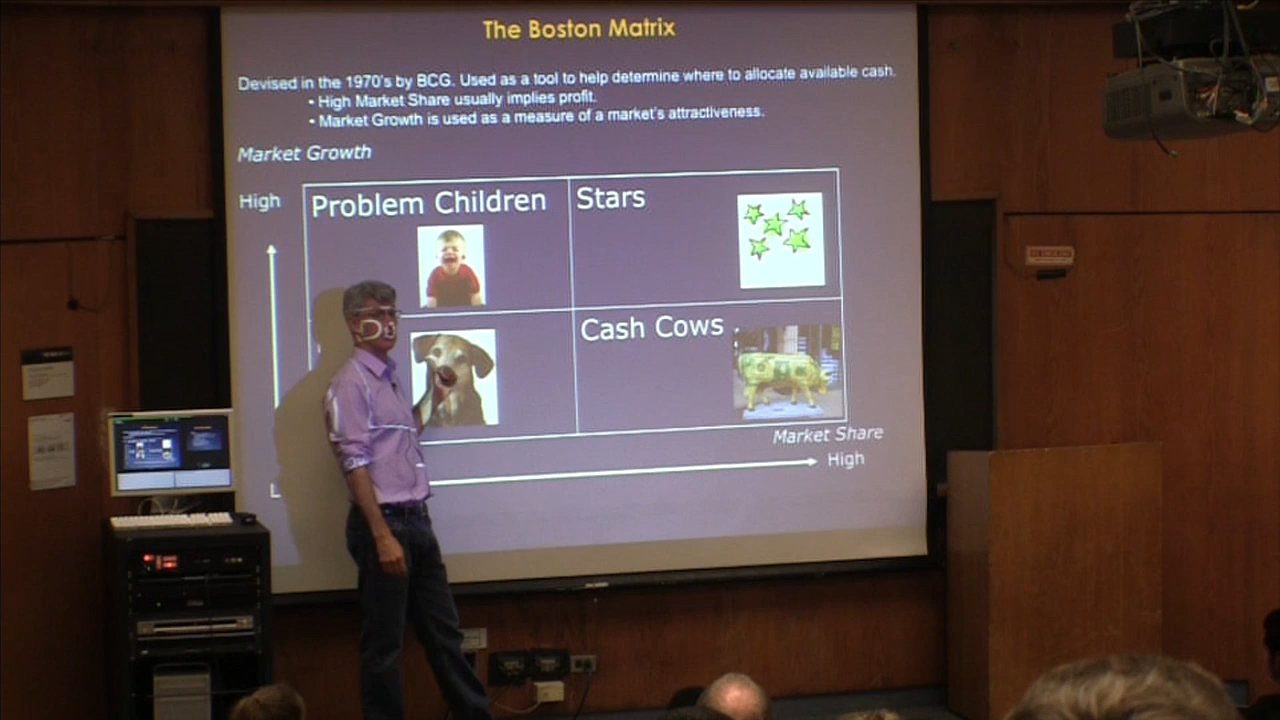 The Boston Matrix
Devised in the 1970's by BCG. Used as a tool to help determine where to allocate available cash.
• High Market Share usually implies profit.
• Market Growth is used as a measure of a market's attractiveness.
Market Growth
High
Problem Children
Stars
Cash Cows
Market Share
High